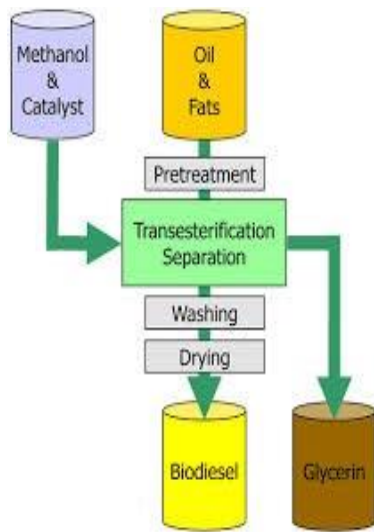 Methanol
&
Catalyst
Oil
&
Fats
Pretreatment
Transesterification
Separation
Washing
Drying
Biodiesel
Glycerin